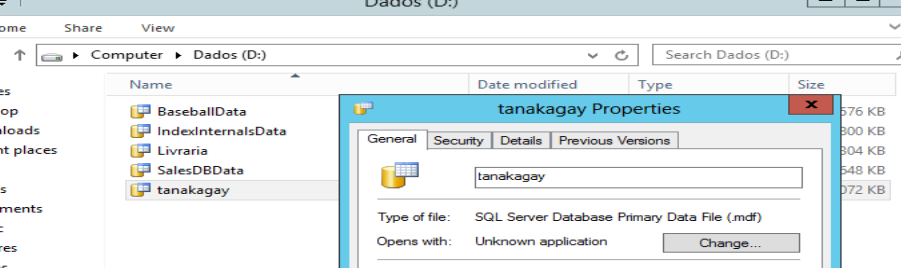 Dados (D:)
ome Share View
Computer Dados (D:) Search Dados (D:)
Name Date modified Type Size
es
op
nloads
nt places
s
ments
c
res
BaseballData 576 KB
IndexInternalsData 300 KB
Livraria 304 KB
SalesDBData 548 KB
tanakagay 072 KB
tanakagay Properties
x
General Security Details Previous Versions
tanakagay
Type of file: SQL Server Database Primary Data File (.mdf)
Opens with: Unknown application Change...